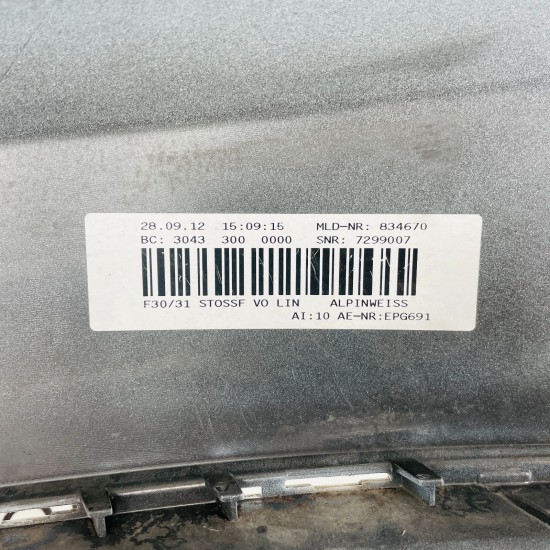 28.09.12 15:09:15 MLD-NR: 834670
BC: 3043 300 0000 SNR: 7299007
F30/31 STOSSF VO LIN ALPINWEISS
AI:10 AE-NR:EPG691